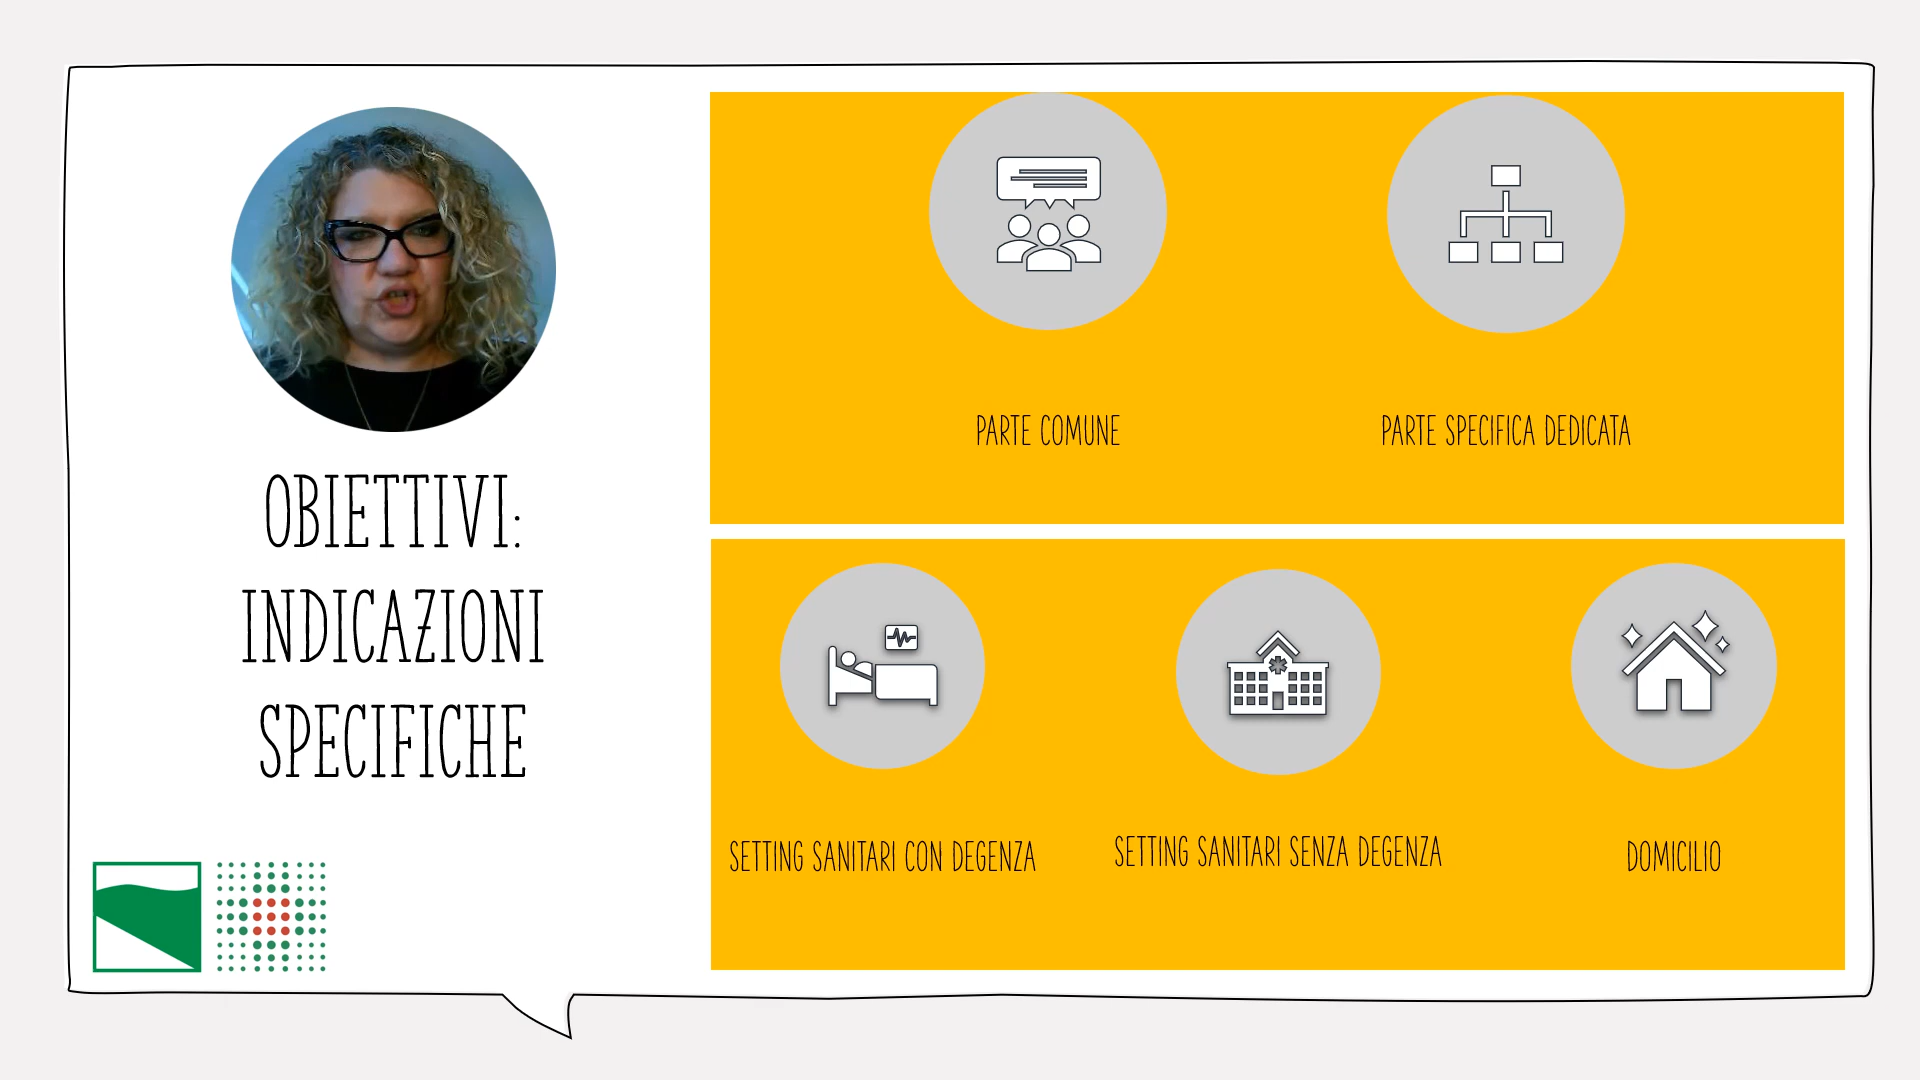 OBIETTIVI:
INDICAZIONI
SPECIFICHE
PARTE COMUNE
PARTE SPECIFICA DEDICATA
SETTING SANITARI CON DEGENZA
SETTING SANITARI SENZA DEGENZA
DOMICILIO